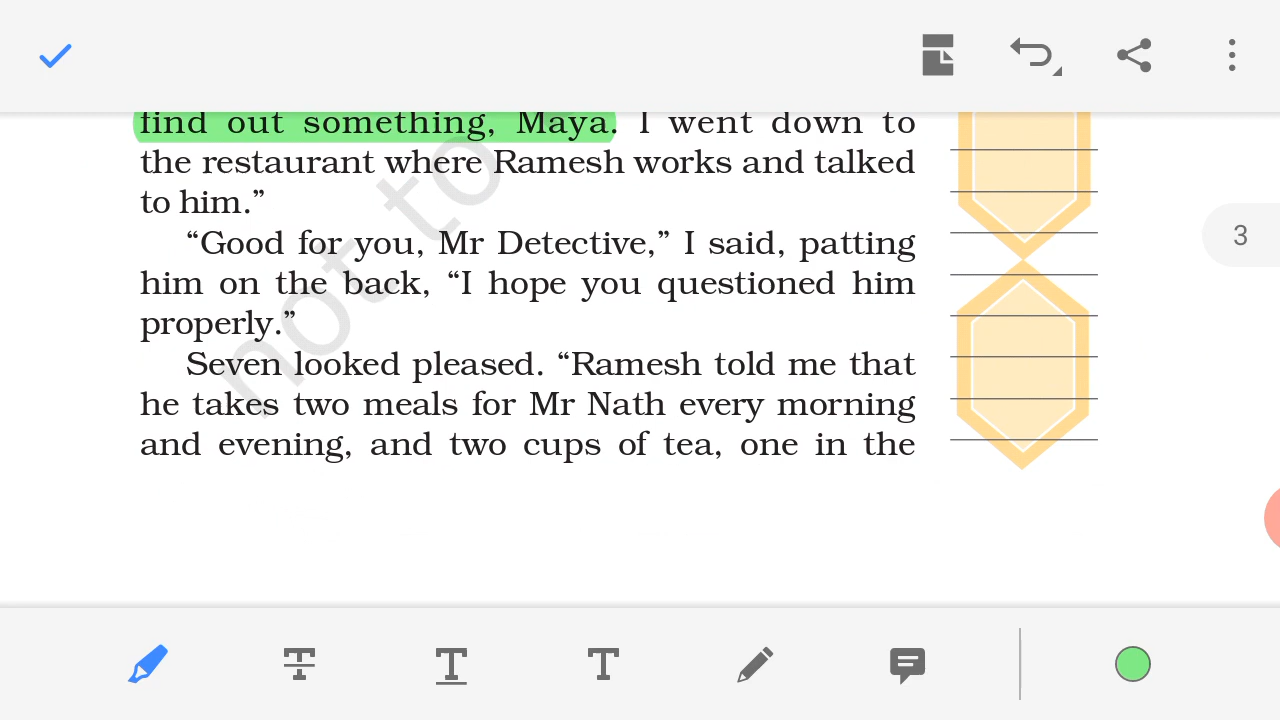 find out something, Maya. I went down to
the restaurant where Ramesh works and talked
to him.”
“Good for you, Mr Detective,” I said, patting
him on the back, “I hope you questioned him
properly.”
Seven looked pleased. “Ramesh told me that
he takes two meals for Mr Nath every morning
and evening, and two cups of tea, one in the
not to
3